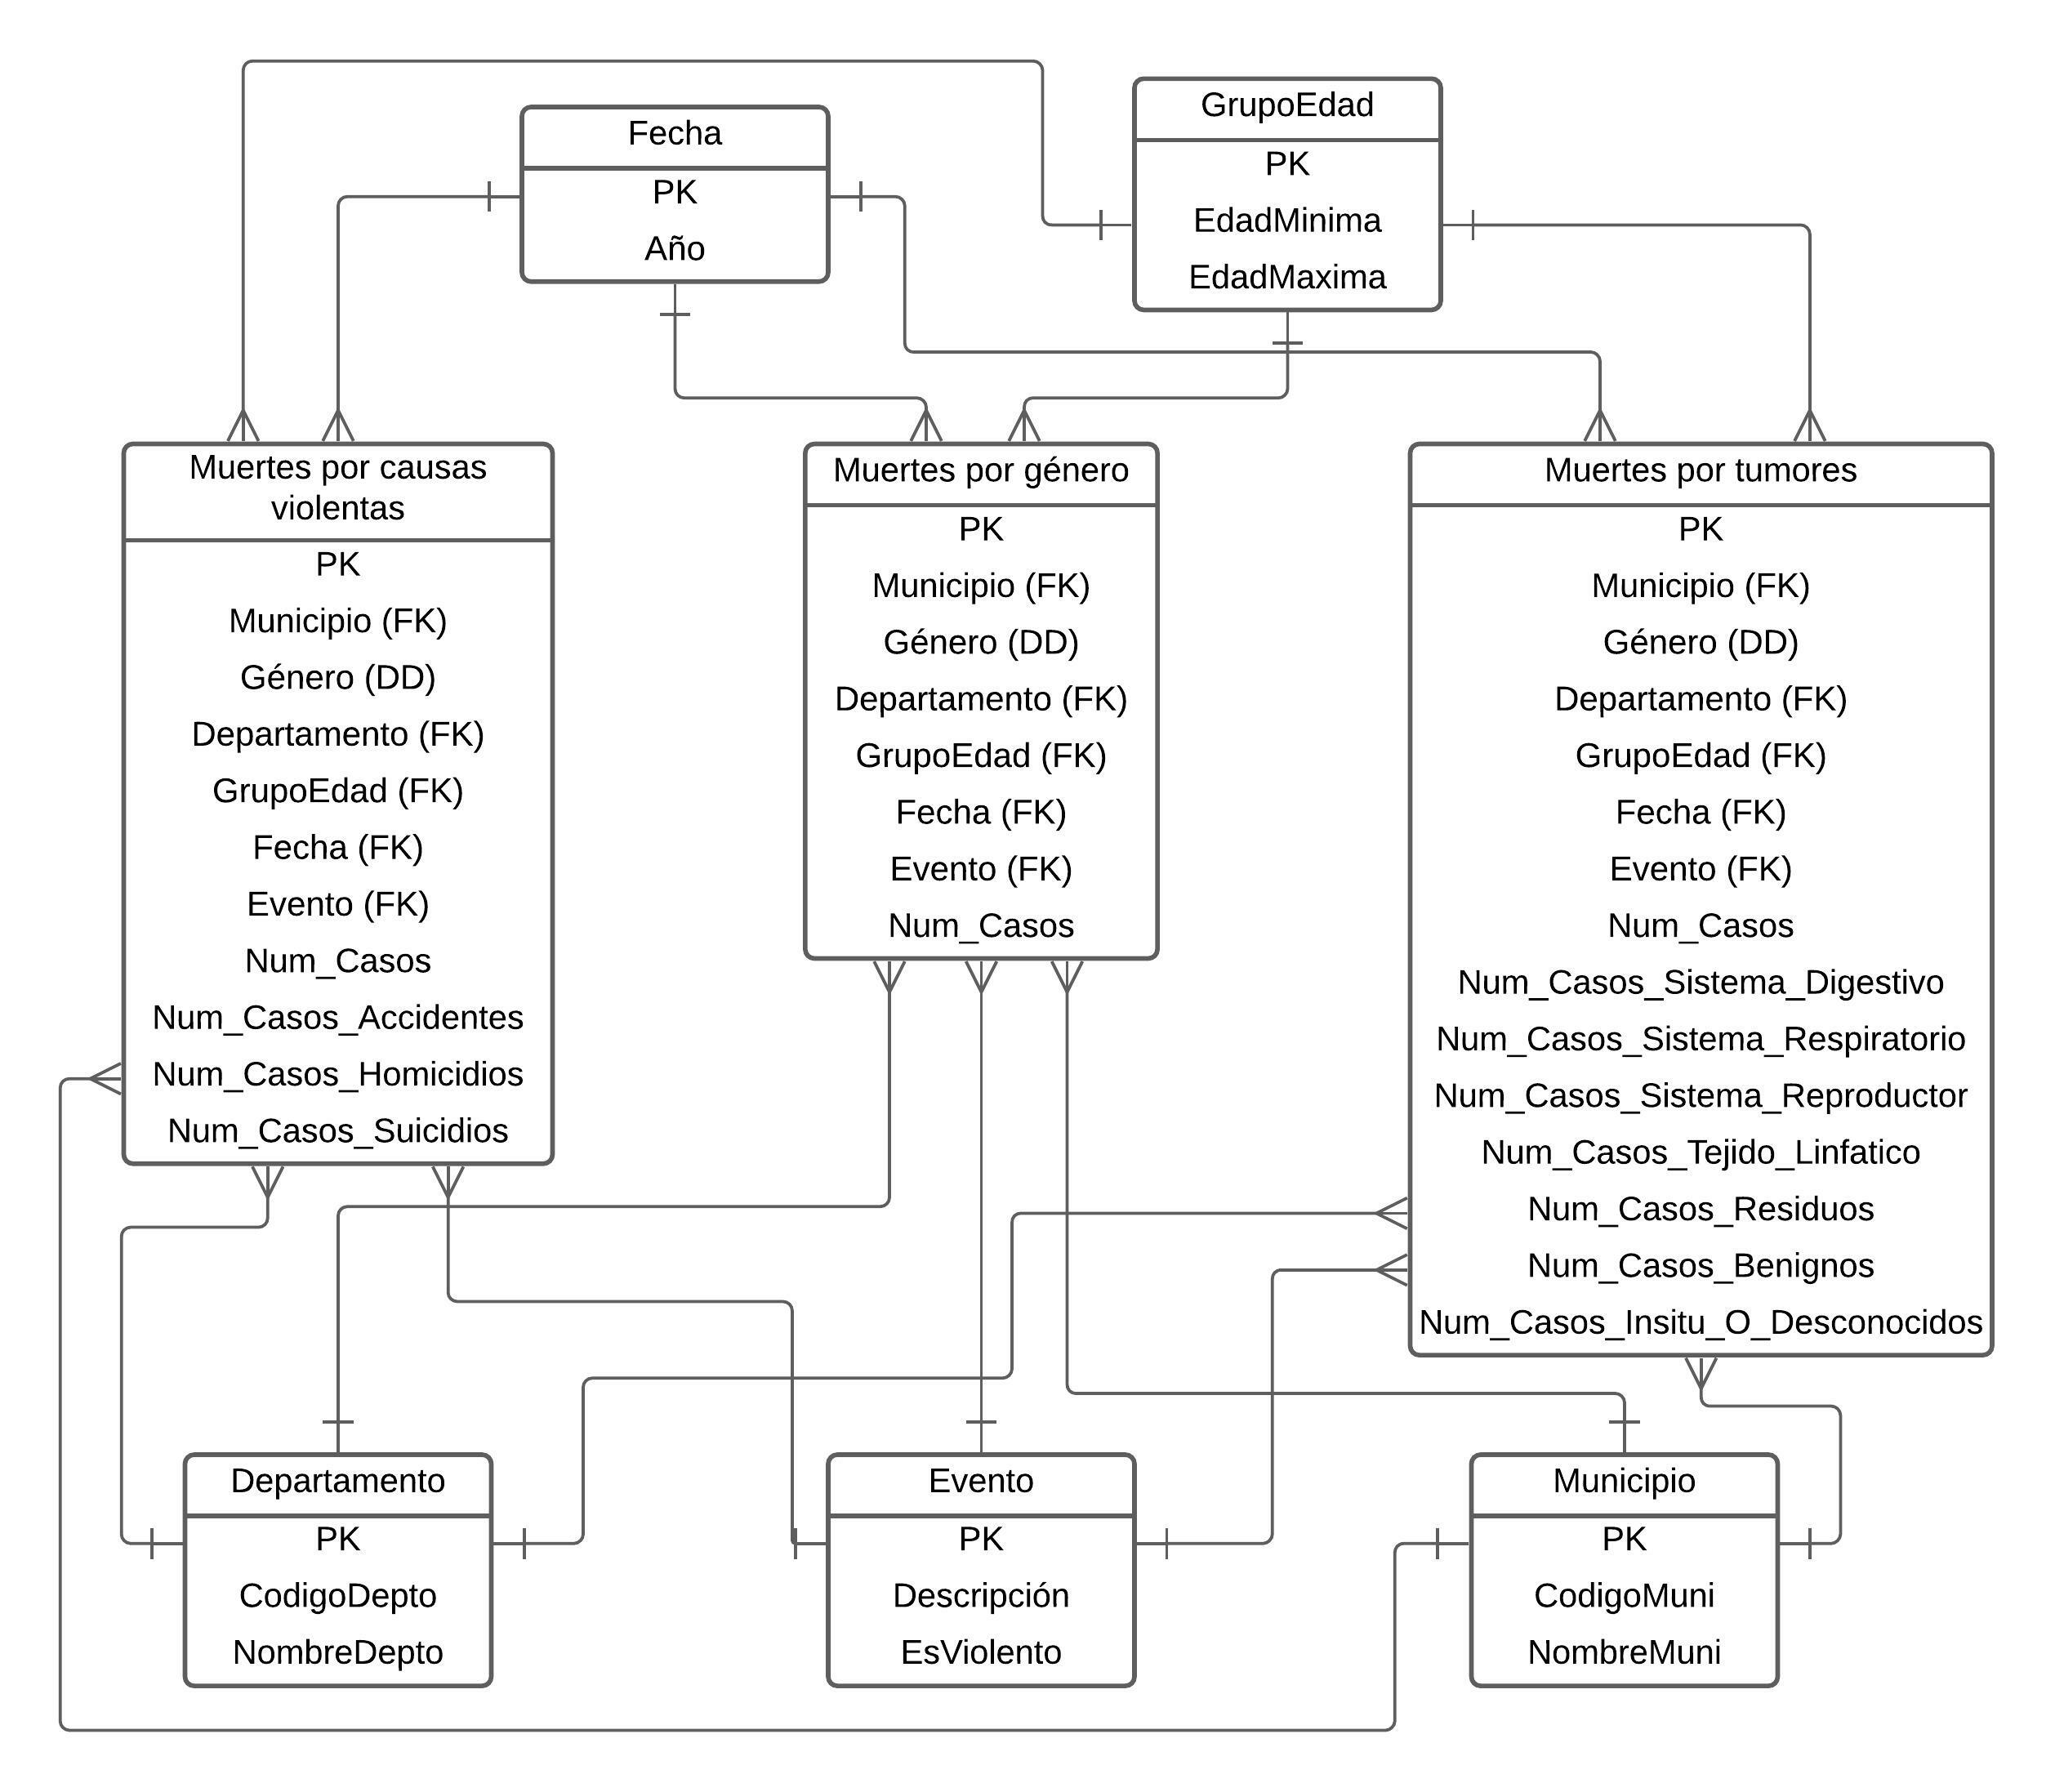 Fecha
PK
Año
GrupoEdad
PK
EdadMinima
EdadMaxima
Muertes por causas
violentas
PK
Municipio (FK)
Género (DD)
Departamento (FK)
GrupoEdad (FK)
Fecha (FK)
Evento (FK)
Num_Casos
Num_Casos_Accidentes
Num_Casos_Homicidios
Num_Casos_Suicidios
Muertes por género
PK
Municipio (FK)
Género (DD)
Departamento (FK)
GrupoEdad (FK)
Fecha (FK)
Evento (FK)
Num_Casos
Muertes por tumores
PK
Municipio (FK)
Género (DD)
Departamento (FK)
GrupoEdad (FK)
Fecha (FK)
Evento (FK)
Num_Casos
Num_Casos_Sistema_Digestivo
Num_Casos_Sistema_Respiratorio
Num_Casos_Sistema_Reproductor
Num_Casos_Tejido_Linfatico
Num_Casos_Residuos
Num_Casos_Benignos
Num_Casos_Insitu_O_Desconocidos
Departamento
PK
CodigoDepto
NombreDepto
Evento
PK
Descripción
EsViolento
Municipio
PK
CodigoMuni
NombreMuni